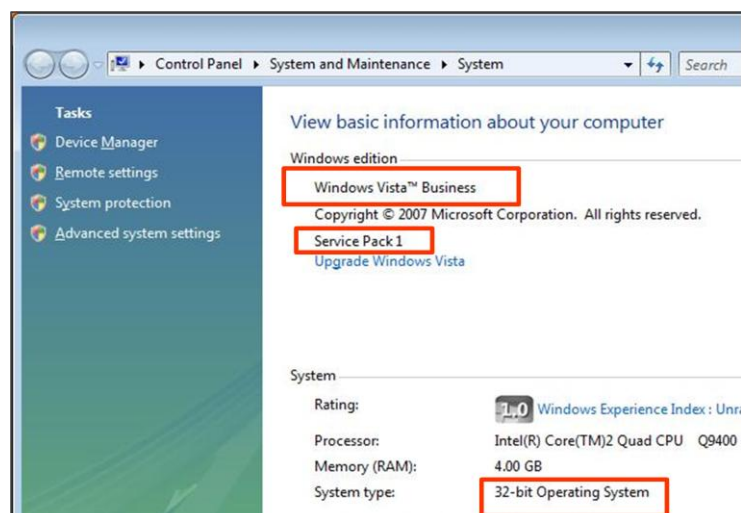 Control Panel ▸ System and Maintenance ▸ System
Search
Tasks
Device Manager
Remote settings
System protection
Advanced system settings
View basic information about your computer
Windows edition
Windows Vista™ Business
Copyright © 2007 Microsoft Corporation. All rights reserved.
Service Pack 1
Upgrade Windows Vista
System
Rating:
1.0 Windows Experience Index : Unra
Processor:
Intel(R) Core(TM)2 Quad CPU Q9400
Memory (RAM):
4.00 GB
System type:
32-bit Operating System